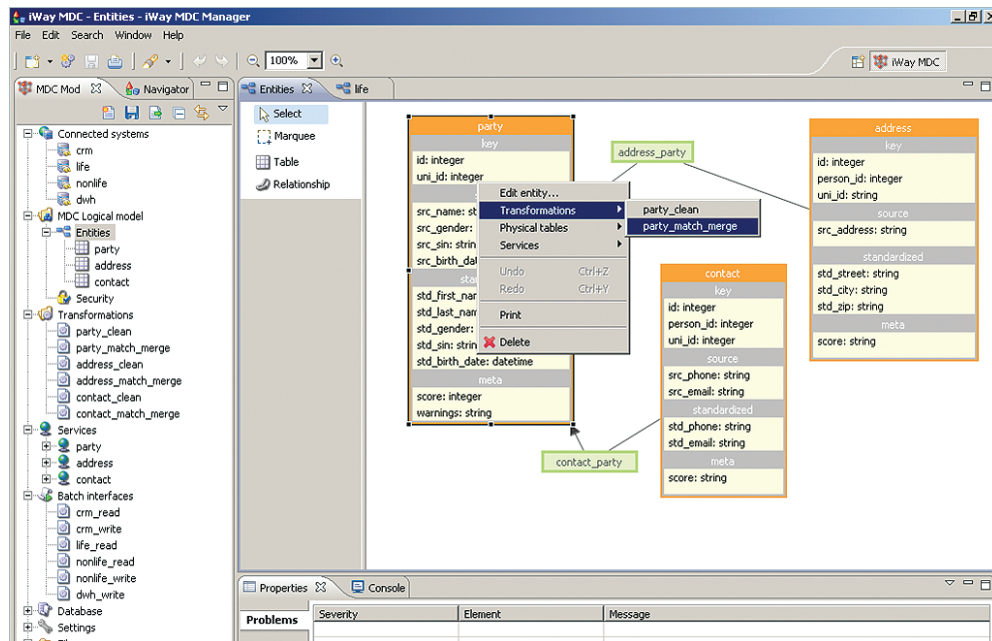 iWay MDC - Entities - iWay MDC Manager
File Edit Search Window Help
100%
iWay MDC
MDC Mod
Navigator
Connected systems
crm
life
nonlife
dwh
MDC Logical model
Entities
party
address
contact
Security
Transformations
party_clean
party_match_merge
address_clean
address_match_merge
contact_clean
contact_match_merge
Services
party
address
contact
Batch interfaces
crm_read
crm_write
life_read
nonlife_read
nonlife_write
dwh_write
Database
Settings
Entities
life
Select
Marquee
Table
Relationship
party
key
id: integer
uni_id: integer
src_name: st
src_gender:
src_sin: strin
src_birth_dat
sta
std_first_nar
std_last_nam
std_gender:
std_sin: strin
std_birth_date: datetime
meta
score: integer
warnings: string
Edit entity...
Transformations
Physical tables
Services
Undo Ctrl+Z
Redo Ctrl+Y
Print
Delete
party_clean
party_match_merge
address_party
address
key
id: integer
person_id: integer
uni_id: string
source
src_address: string
standardized
std_street: string
std_city: string
std_zip: string
meta
score: string
contact
key
id: integer
person_id: integer
uni_id: integer
source
src_phone: string
src_email: string
standardized
std_phone: string
std_email: string
meta
score: string
contact_party
Properties
Console
Problems
Severity Element Message